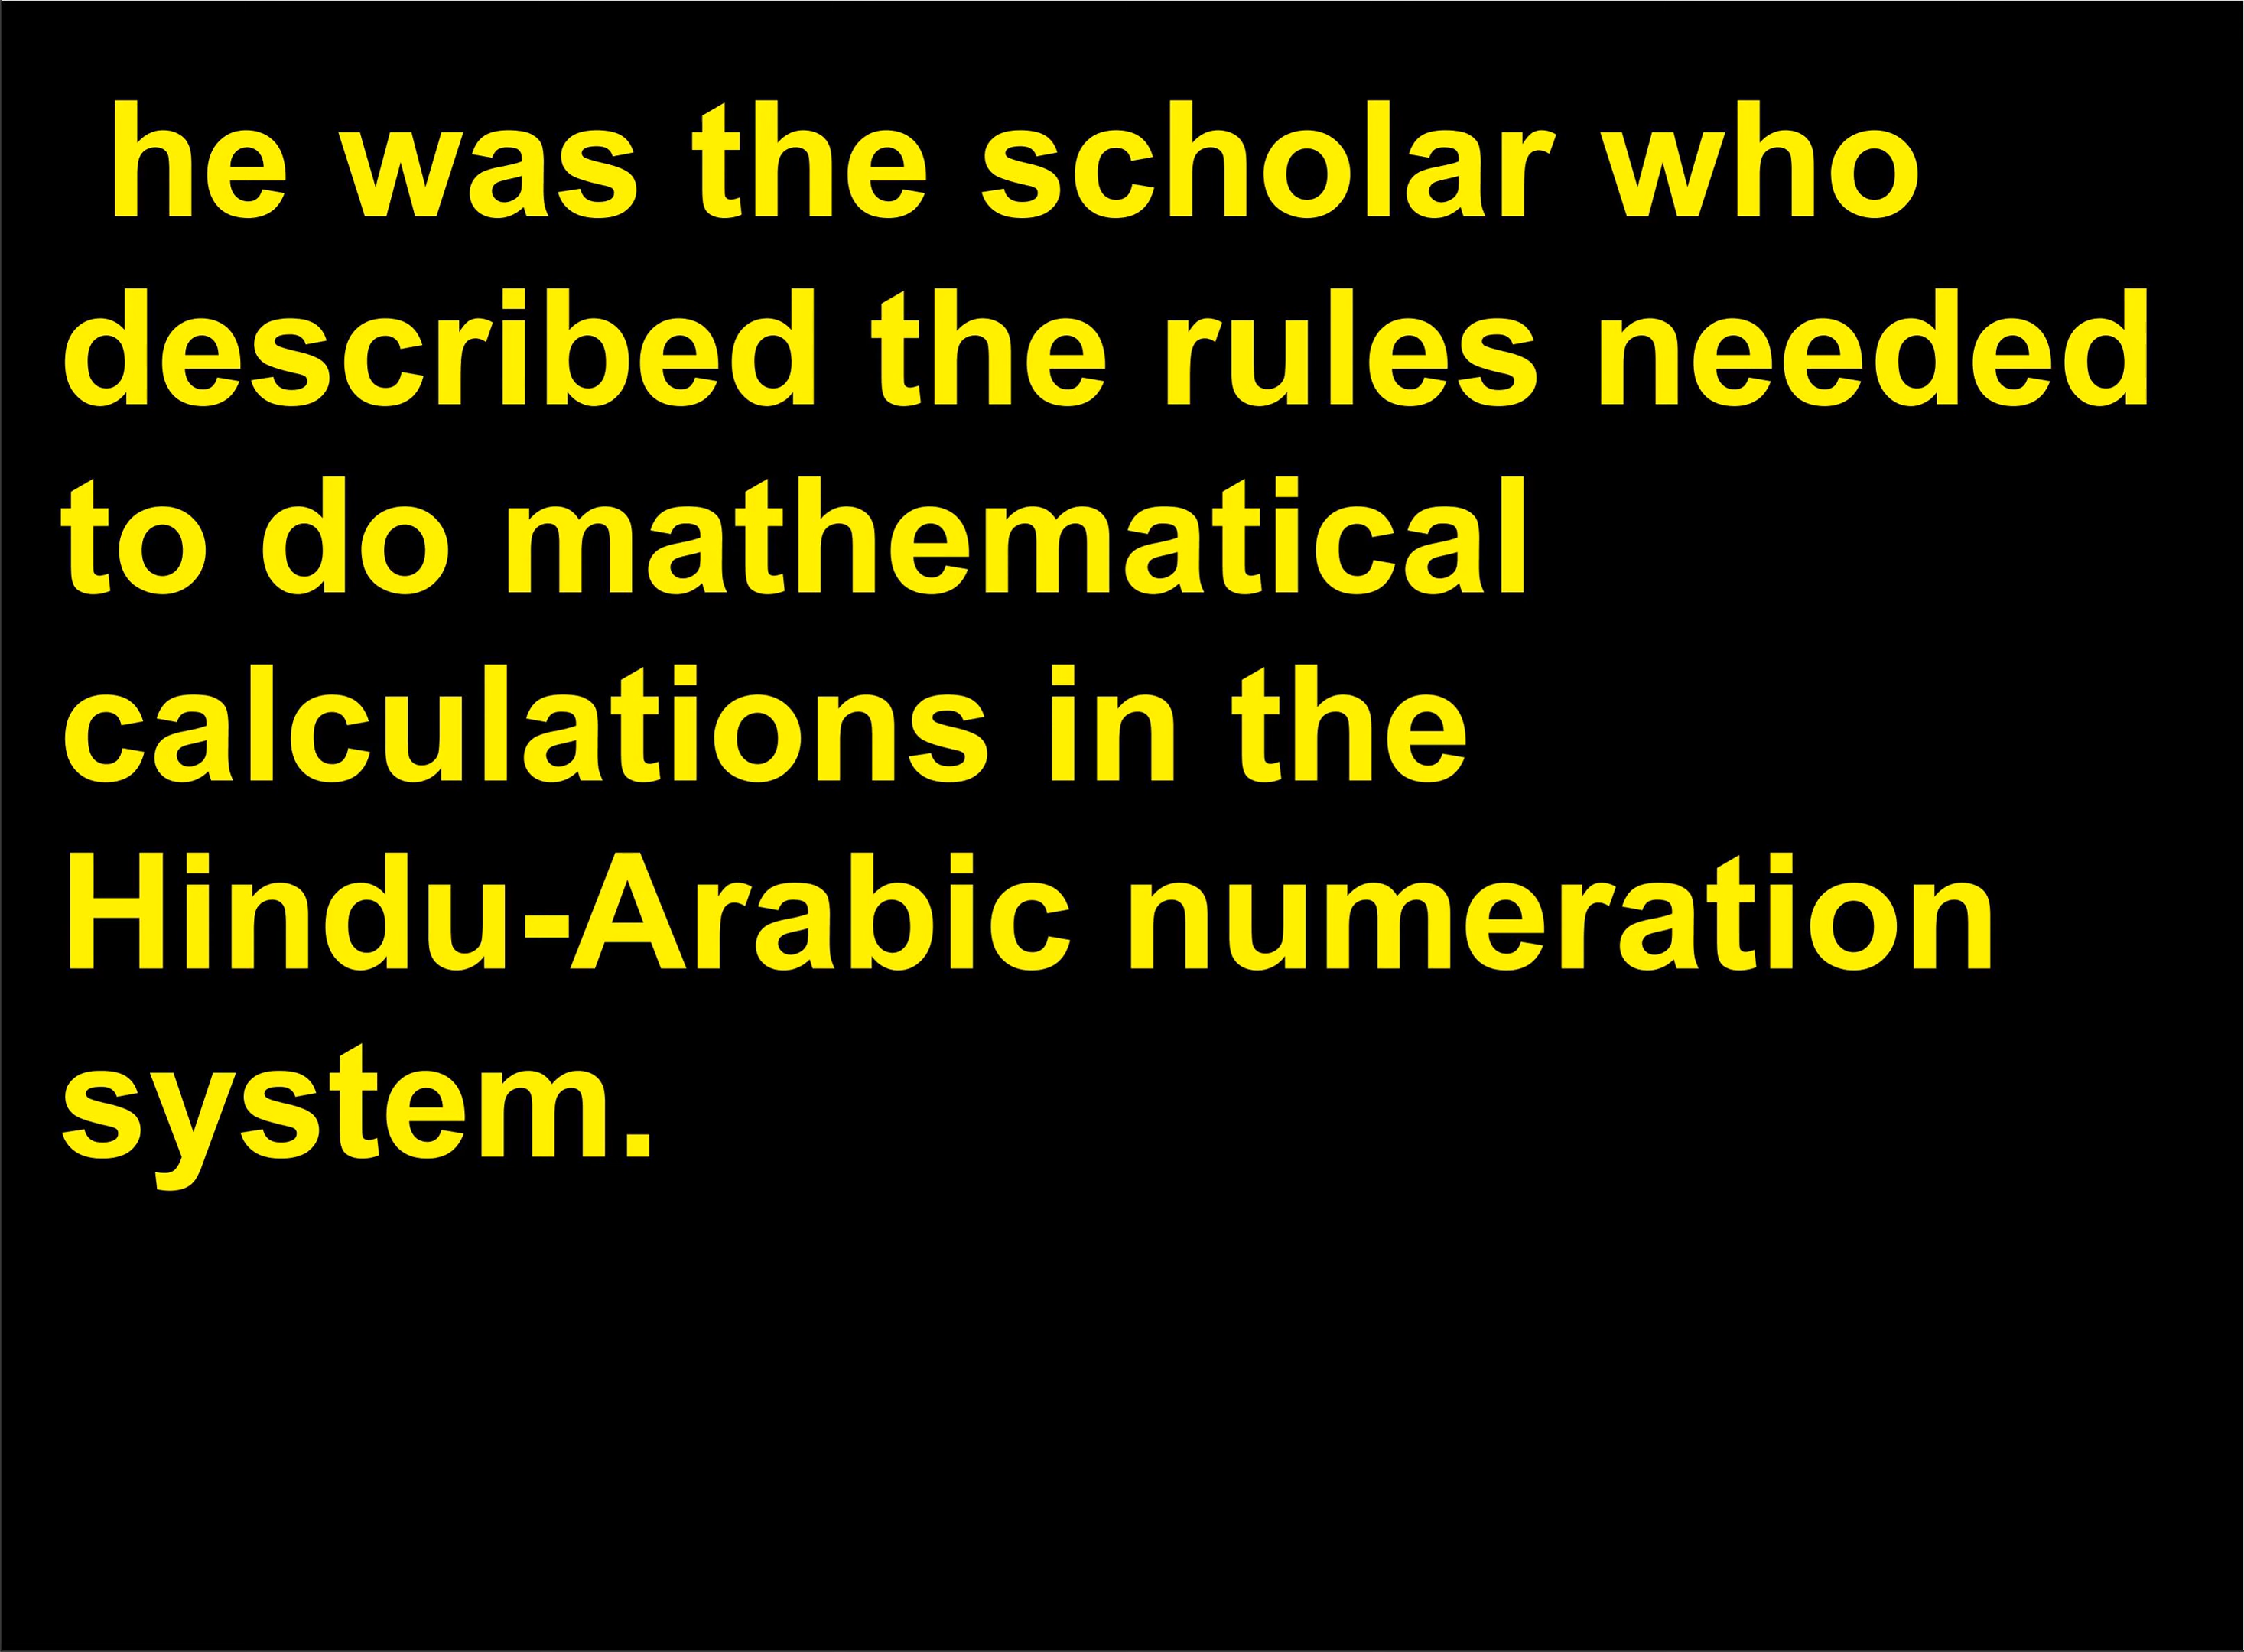 he was the scholar who
described the rules needed
to do mathematical
calculations in the
Hindu-Arabic numeration
system.